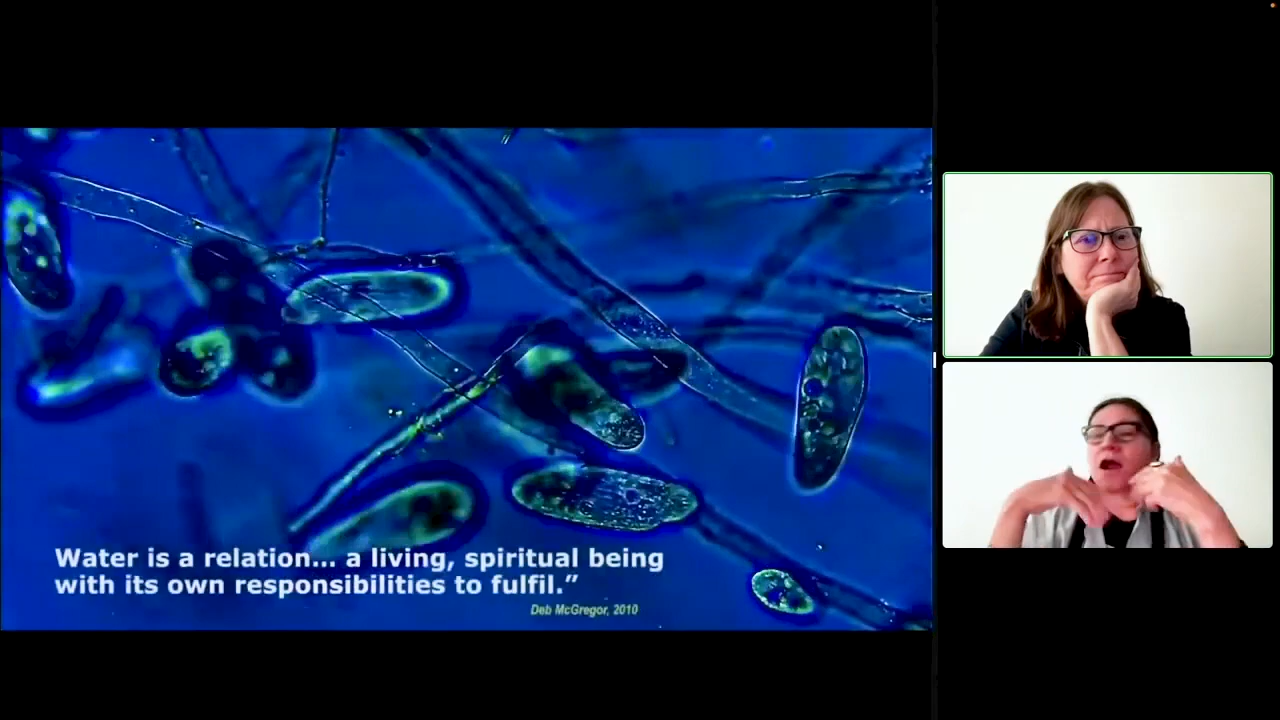 Water is a relation... a living, spiritual being
with its own responsibilities to fulfil.”
Deb McGregor, 2010